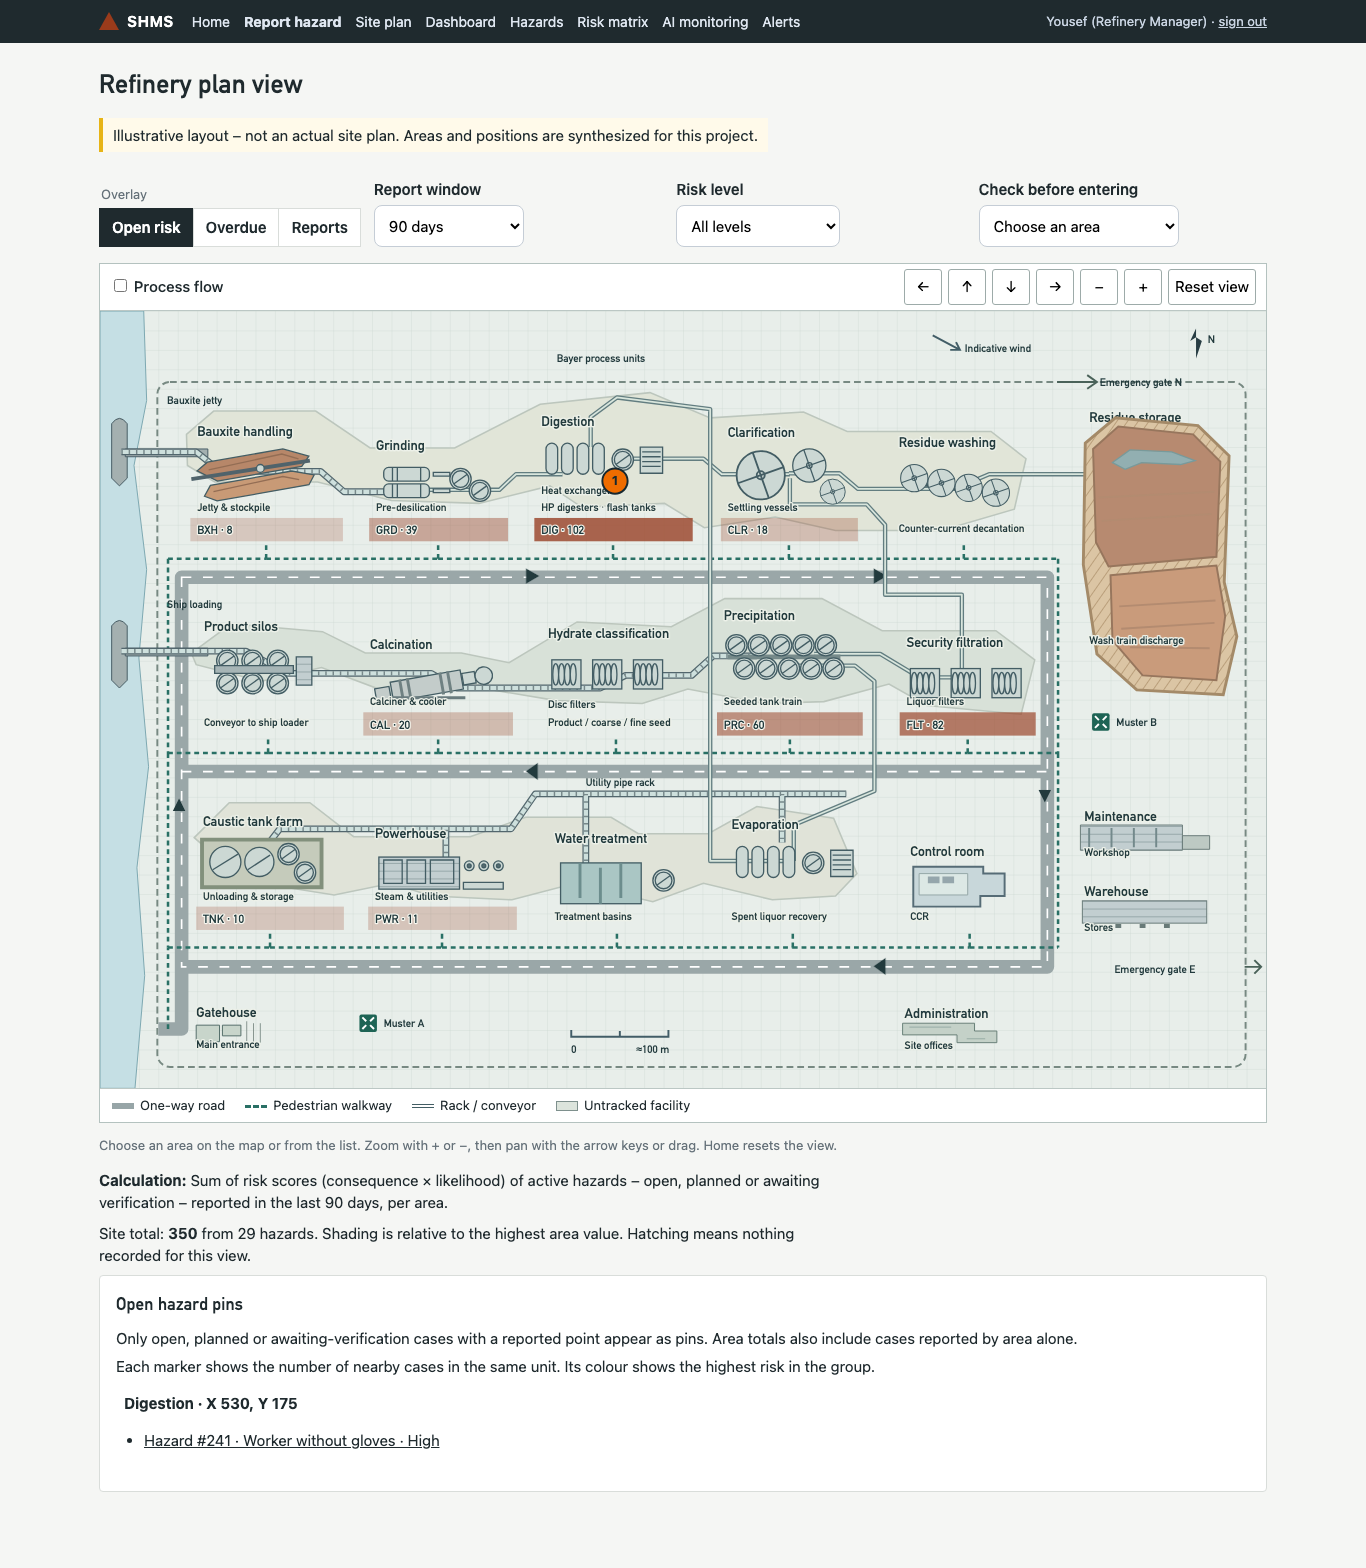 SHMS Home Report hazard Site plan Dashboard Hazards Risk matrix AI monitoring Alerts Yousef (Refinery Manager) · sign out
Refinery plan view
Illustrative layout – not an actual site plan. Areas and positions are synthesized for this project.
Overlay
Open risk Overdue Reports
Report window
90 days
Risk level
All levels
Check before entering
Choose an area
Process flow
← ↑ ↓ → − + Reset view
Indicative wind
N
Bayer process units
Emergency gate N
Bauxite jetty
Bauxite handling
Jetty & stockpile
BXH · 8
Grinding
Pre-desilication
GRD · 39
Digestion
1
Heat exchange
HP digesters · flash tanks
DIG · 102
Clarification
Settling vessels
CLR · 18
Residue washing
Counter-current decantation
Residue storage
Wash train discharge
Ship loading
Product silos
Conveyor to ship loader
Calcination
Calciner & cooler
CAL · 20
Hydrate classification
Disc filters
Product / coarse / fine seed
Precipitation
Seeded tank train
PRC · 60
Security filtration
Liquor filters
FLT · 82
Muster B
Utility pipe rack
Caustic tank farm
Unloading & storage
TNK · 10
Powerhouse
Steam & utilities
PWR · 11
Water treatment
Treatment basins
Evaporation
Spent liquor recovery
Control room
CCR
Maintenance
Workshop
Warehouse
Stores
Emergency gate E
Gatehouse
Main entrance
Muster A
0 ≈100 m
Administration
Site offices
One-way road Pedestrian walkway Rack / conveyor Untracked facility
Choose an area on the map or from the list. Zoom with + or −, then pan with the arrow keys or drag. Home resets the view.
Calculation: Sum of risk scores (consequence × likelihood) of active hazards – open, planned or awaiting
verification – reported in the last 90 days, per area.
Site total: 350 from 29 hazards. Shading is relative to the highest area value. Hatching means nothing
recorded for this view.
Open hazard pins
Only open, planned or awaiting-verification cases with a reported point appear as pins. Area totals also include cases reported by area alone.
Each marker shows the number of nearby cases in the same unit. Its colour shows the highest risk in the group.
Digestion · X 530, Y 175
• Hazard #241 · Worker without gloves · High